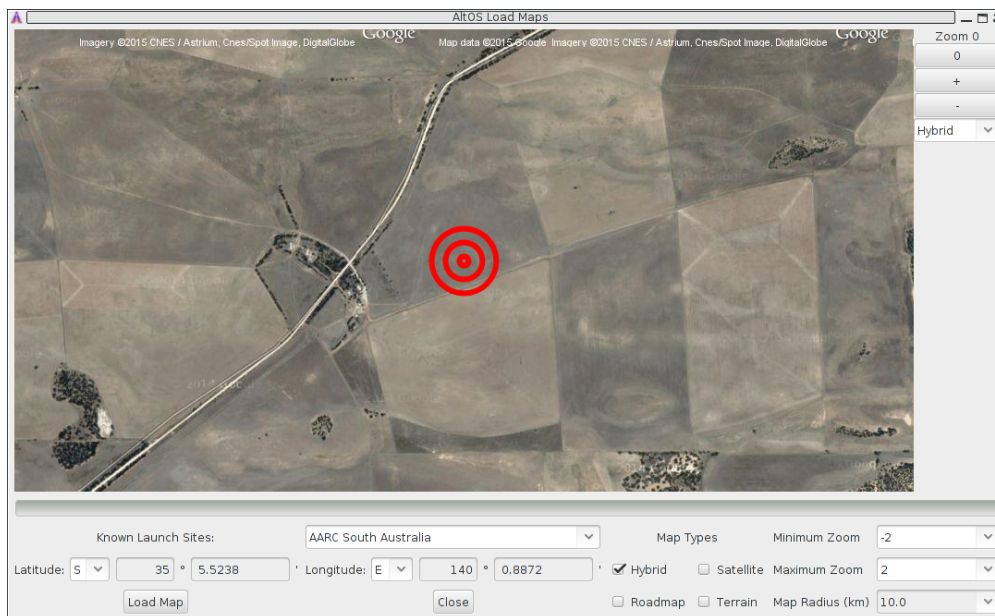 AltOS Load Maps
Imagery ©2015 CNES / Astrium, Cnes/Spot Image, DigitalGlobe
Google
Map data ©2015 Google Imagery ©2015 CNES / Astrium, Cnes/Spot Image, DigitalGlobe
Google
Zoom 0
0
+
-
Hybrid
Known Launch Sites:
AARC South Australia
Map Types
Minimum Zoom
-2
Latitude: S 35 ° 5.5238 ' Longitude: E 140 ° 0.8872 '
Hybrid
Satellite
Maximum Zoom
2
Load Map
Close
Roadmap
Terrain
Map Radius (km)
10.0